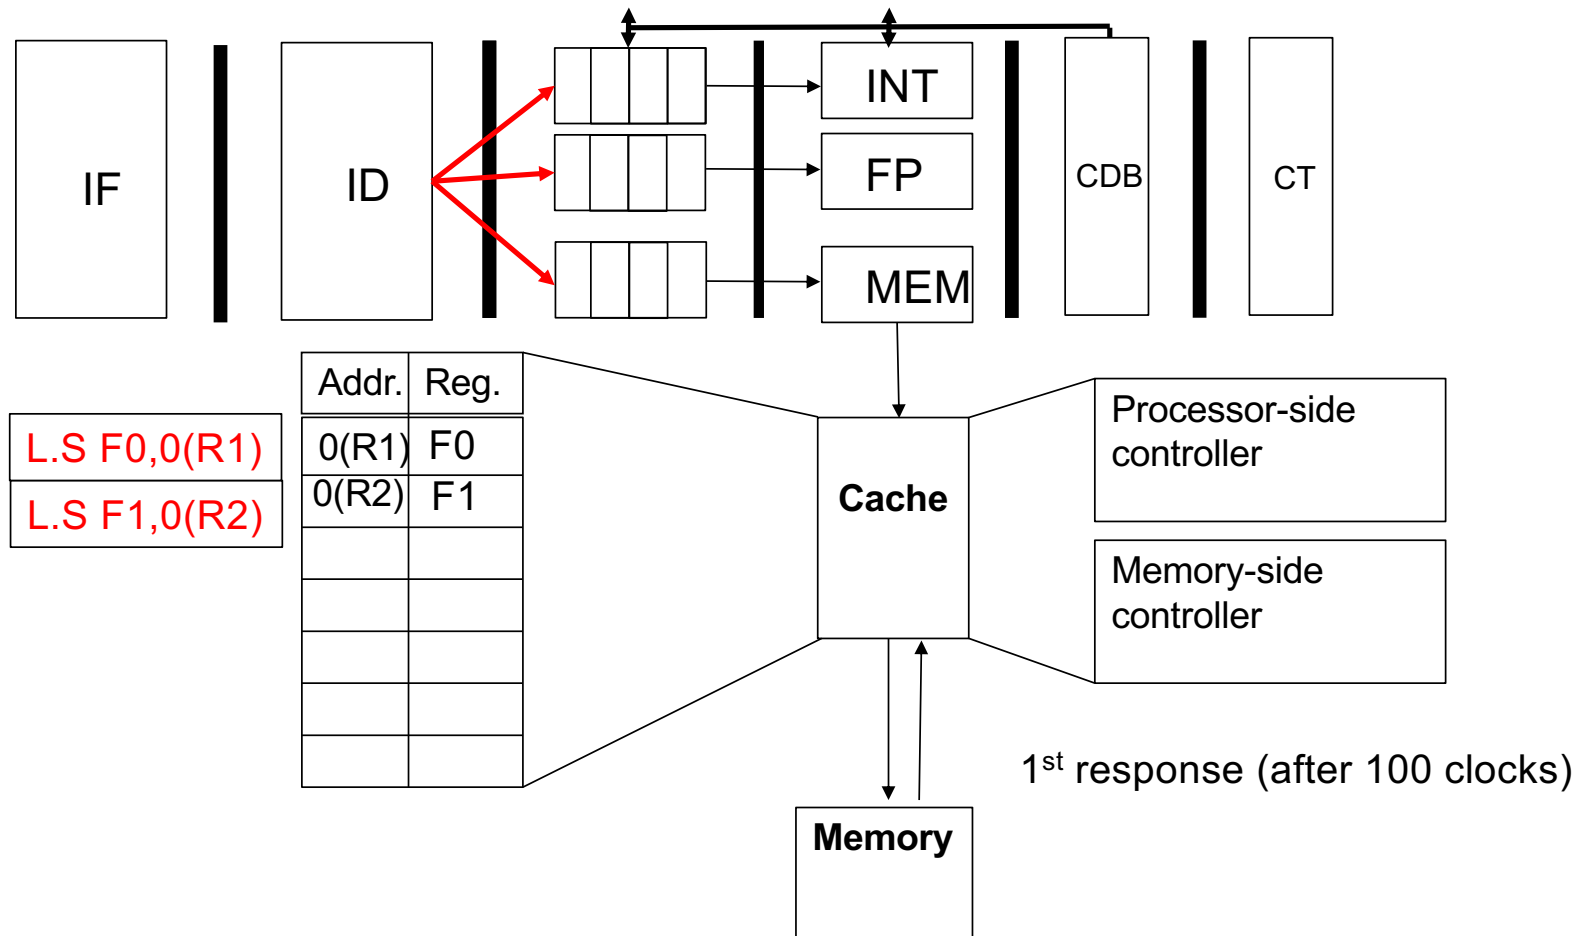 IF
ID
INT
FP
MEM
CDB
CT
Addr. Reg.
L.S F0,0(R1)
0(R1) F0
L.S F1,0(R2)
0(R2) F1
Cache
Processor-side
controller
Memory-side
controller
1st response (after 100 clocks)
Memory